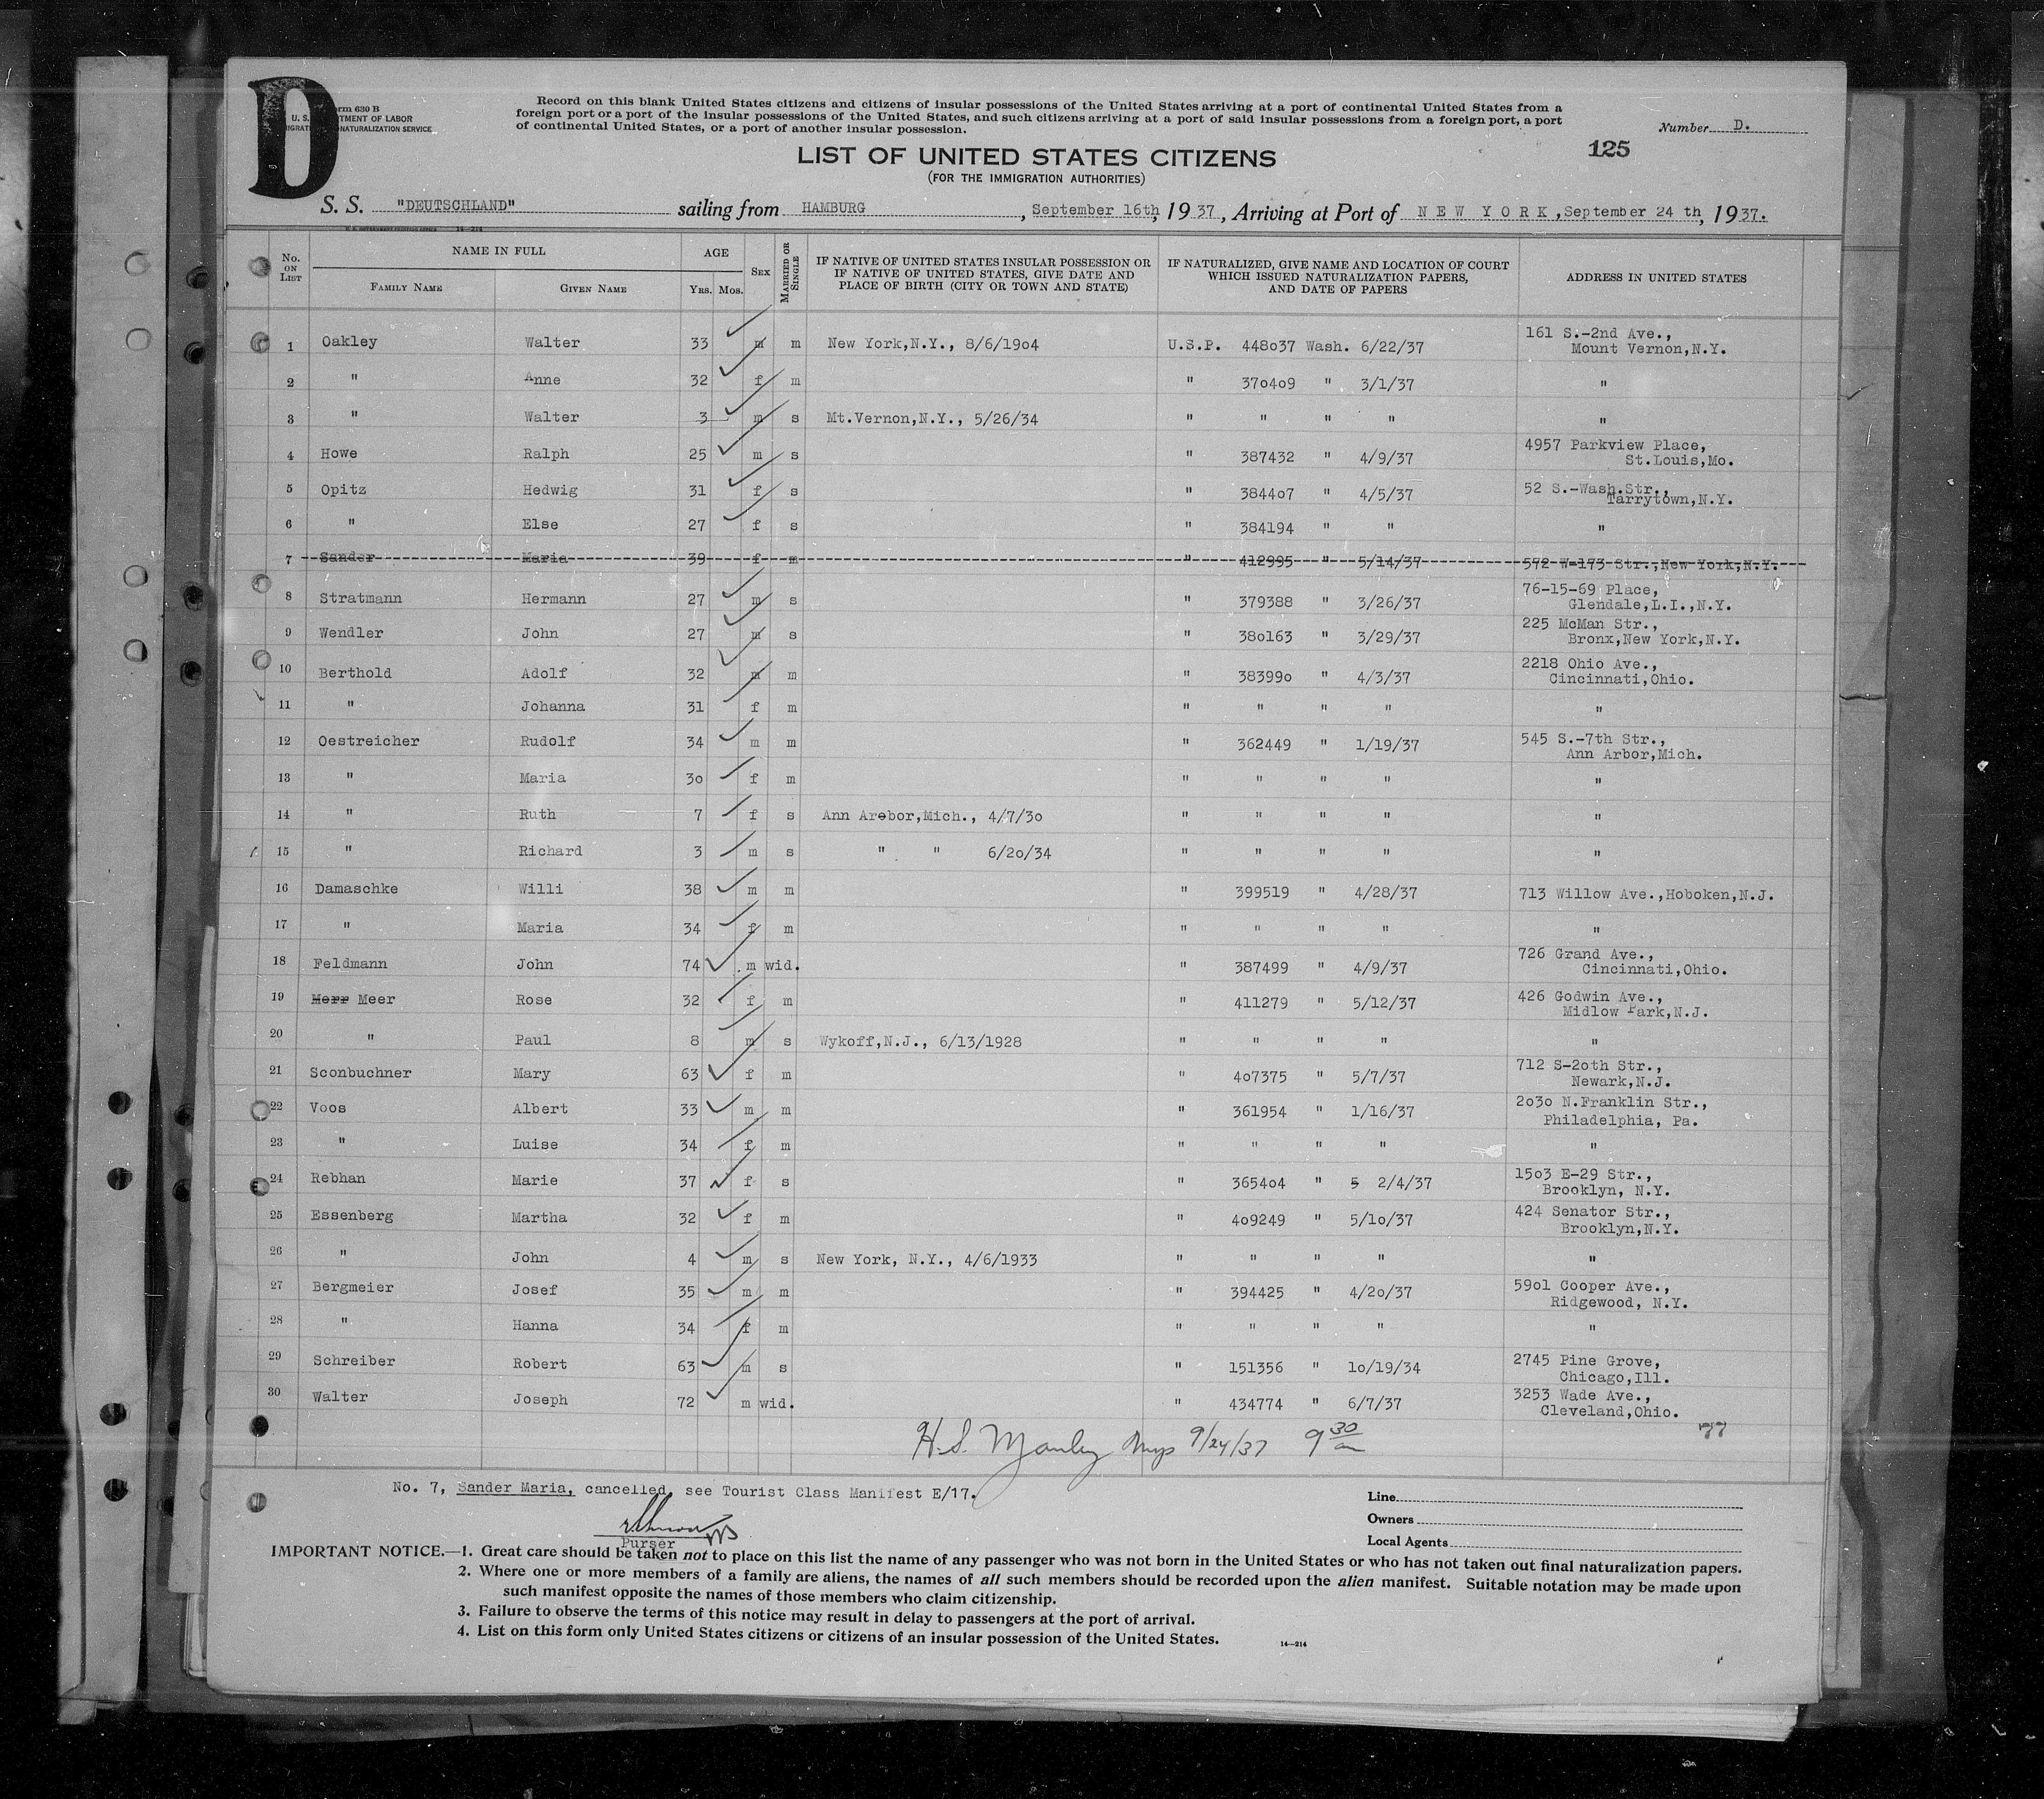 D
Form 630 B
U. S. DEPARTMENT OF LABOR
IMMIGRATION AND NATURALIZATION SERVICE
Record on this blank United States citizens and citizens of insular possessions of the United States arriving at a port of continental United States from a
foreign port or a port of the insular possessions of the United States, and such citizens arriving at a port of said insular possessions from a foreign port, a port
of continental United States, or a port of another insular possession.
Number D.
125
LIST OF UNITED STATES CITIZENS
(FOR THE IMMIGRATION AUTHORITIES)
S. S. "DEUTSCHLAND" sailing from HAMBURG, September 16th, 1937, Arriving at Port of NEW YORK, September 24 th, 1937.
U. S. GOVERNMENT PRINTING OFFICE 14—214
No. ON LIST NAME IN FULL FAMILY NAME GIVEN NAME AGE YRS. MOS. SEX MARRIED OR SINGLE IF NATIVE OF UNITED STATES INSULAR POSSESSION OR IF NATIVE OF UNITED STATES, GIVE DATE AND PLACE OF BIRTH (CITY OR TOWN AND STATE) IF NATURALIZED, GIVE NAME AND LOCATION OF COURT WHICH ISSUED NATURALIZATION PAPERS, AND DATE OF PAPERS ADDRESS IN UNITED STATES
1 Oakley Walter 33 m m New York,N.Y., 8/6/1904 U.S.P. 448037 Wash. 6/22/37 161 S.-2nd Ave., Mount Vernon,N.Y.
2 " Anne 32 f m " 370409 " 3/1/37 "
3 " Walter 3 m s Mt.Vernon,N.Y., 5/26/34 " " " " "
4 Howe Ralph 25 m s " 387432 " 4/9/37 4957 Parkview Place, St.Louis,Mo.
5 Opitz Hedwig 31 f s " 384407 " 4/5/37 52 S.-Wash.Str., Tarrytown,N.Y.
6 " Else 27 f s " 384194 " " "
7 Sander Maria 39 f m " 412995 " 5/14/37 572 W-173 Str.,New York,N.Y.
8 Stratmann Hermann 27 m s " 379388 " 3/26/37 76-15-69 Place, Glendale,L.I.,N.Y.
9 Wendler John 27 m s " 380163 " 3/29/37 225 McMan Str., Bronx,New York,N.Y.
10 Berthold Adolf 32 m m " 383990 " 4/3/37 2218 Ohio Ave., Cincinnati,Ohio.
11 " Johanna 31 f m " " " " "
12 Oestreicher Rudolf 34 m m " 362449 " 1/19/37 545 S.-7th Str., Ann Arbor,Mich.
13 " Maria 30 f m " " " " "
14 " Ruth 7 f s Ann Arebor,Mich., 4/7/30 " " " " "
15 " Richard 3 m s " " 6/20/34 " " " " "
16 Damaschke Willi 38 m m " 399519 " 4/28/37 713 Willow Ave.,Hoboken,N.J.
17 " Maria 34 f m " " " " "
18 Feldmann John 74 m wid. " 387499 " 4/9/37 726 Grand Ave., Cincinnati,Ohio.
19 Herr Meer Rose 32 f m " 411279 " 5/12/37 426 Godwin Ave., Midlow Park,N.J.
20 " Paul 8 m s Wykoff,N.J., 6/13/1928 " " " " "
21 Sconbuchner Mary 63 f m " 407375 " 5/7/37 712 S-20th Str., Newark,N.J.
22 Voos Albert 33 m m " 361954 " 1/16/37 2030 N.Franklin Str., Philadelphia, Pa.
23 " Luise 34 f m " " " " "
24 Rebhan Marie 37 f s " 365404 " 5 2/4/37 1503 E-29 Str., Brooklyn, N.Y.
25 Essenberg Martha 32 f m " 409249 " 5/10/37 424 Senator Str., Brooklyn,N.Y.
26 " John 4 m s New York, N.Y., 4/6/1933 " " " " "
27 Bergmeier Josef 35 m m " 394425 " 4/20/37 5901 Cooper Ave., Ridgewood, N.Y.
28 " Hanna 34 f m " " " " "
29 Schreiber Robert 63 m s " 151356 " 10/19/34 2745 Pine Grove, Chicago,Ill.
30 Walter Joseph 72 m wid. " 434774 " 6/7/37 3253 Wade Ave., Cleveland,Ohio.
H. S. Manley 9/24/37 9 30 am
77
No. 7, Sander Maria, cancelled, see Tourist Class Manifest E/17.
Purser
Line
Owners
Local Agents
IMPORTANT NOTICE.—1. Great care should be taken not to place on this list the name of any passenger who was not born in the United States or who has not taken out final naturalization papers.
2. Where one or more members of a family are aliens, the names of all such members should be recorded upon the alien manifest. Suitable notation may be made upon
such manifest opposite the names of those members who claim citizenship.
3. Failure to observe the terms of this notice may result in delay to passengers at the port of arrival.
4. List on this form only United States citizens or citizens of an insular possession of the United States.
14—214